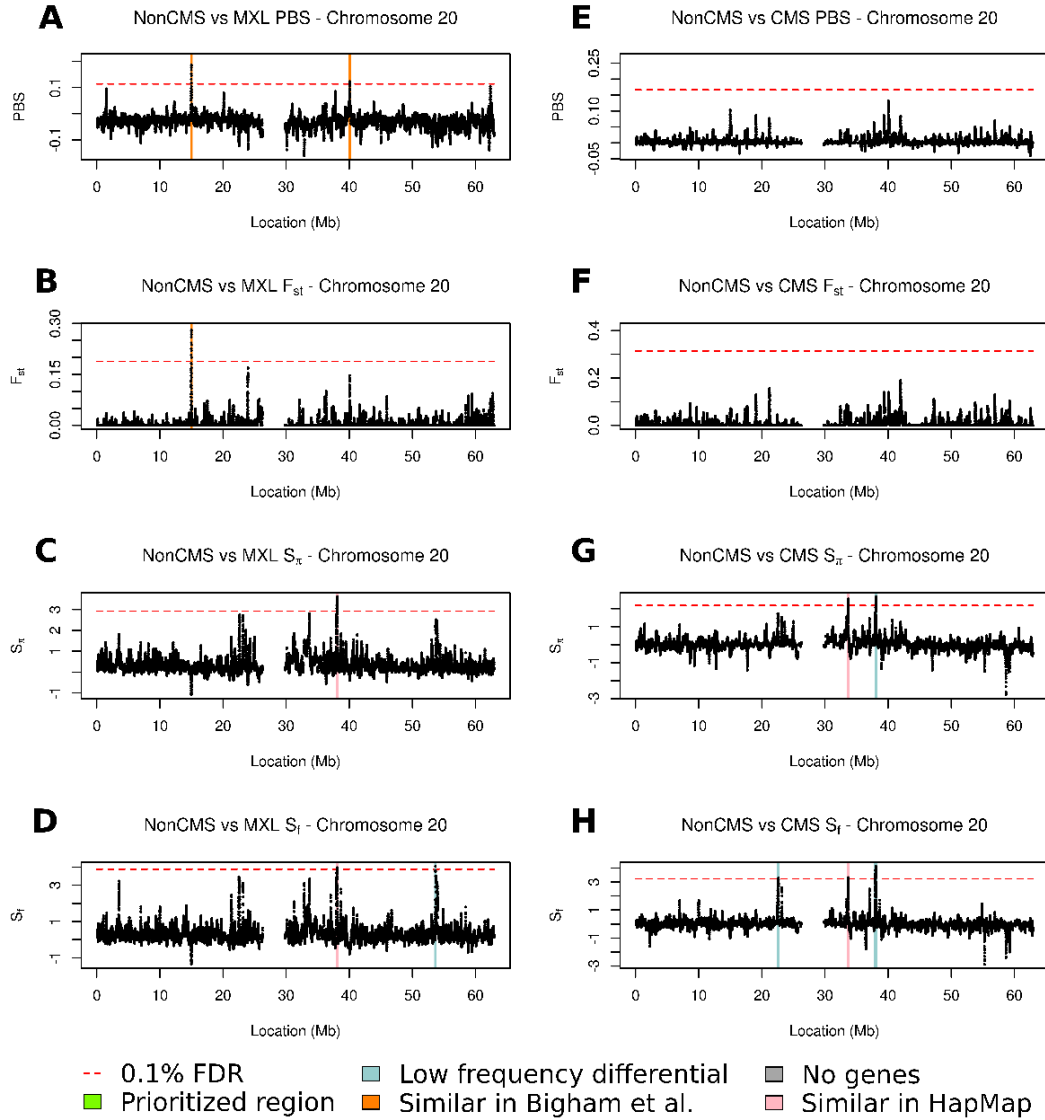 A
NonCMS vs MXL PBS - Chromosome 20
PBS
0.1
-0.1
0 10 20 30 40 50 60
Location (Mb)
B
NonCMS vs MXL Fst - Chromosome 20
Fst
0.30
0.15
0.00
0 10 20 30 40 50 60
Location (Mb)
C
NonCMS vs MXL Sπ - Chromosome 20
Sπ
3
2
1
-1
0 10 20 30 40 50 60
Location (Mb)
D
NonCMS vs MXL Sf - Chromosome 20
Sf
3
1
-1
0 10 20 30 40 50 60
Location (Mb)
E
NonCMS vs CMS PBS - Chromosome 20
PBS
0.25
0.10
-0.05
0 10 20 30 40 50 60
Location (Mb)
F
NonCMS vs CMS Fst - Chromosome 20
Fst
0.4
0.2
0.0
0 10 20 30 40 50 60
Location (Mb)
G
NonCMS vs CMS Sπ - Chromosome 20
Sπ
1
-1
-3
0 10 20 30 40 50 60
Location (Mb)
H
NonCMS vs CMS Sf - Chromosome 20
Sf
3
1
-1
-3
0 10 20 30 40 50 60
Location (Mb)
0.1% FDR
Low frequency differential
No genes
Prioritized region
Similar in Bigham et al.
Similar in HapMap